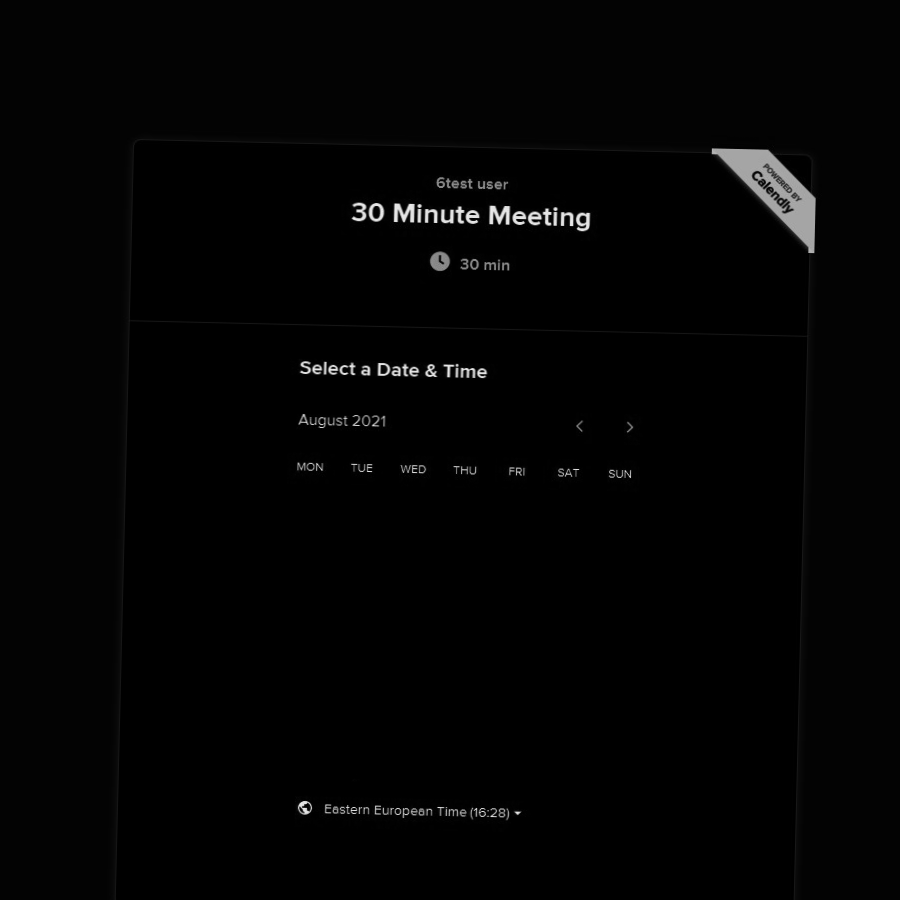 POWERED BY
Calendly
6test user
30 Minute Meeting
30 min
Select a Date & Time
August 2021
MON TUE WED THU FRI SAT SUN
Eastern European Time (16:28)